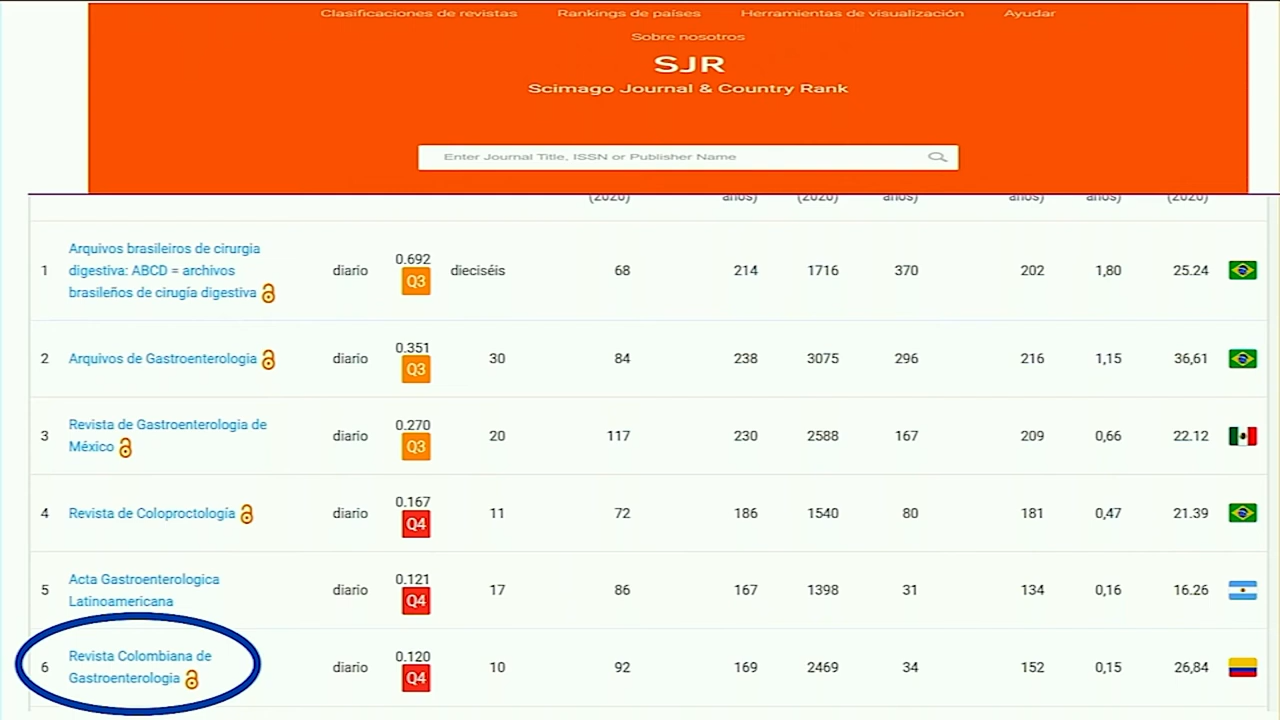 Clasificaciones de revistas Rankings de países Herramientas de visualización Ayudar
Sobre nosotros
SJR
Scimago Journal & Country Rank
Enter Journal Title, ISSN or Publisher Name
(2020) años) (2020) años) años) años) (2020)
1 Arquivos brasileiros de cirurgia
digestiva: ABCD = archivos
brasileños de cirugía digestiva
diario 0.692 Q3 dieciséis 68 214 1716 370 202 1,80 25.24
2 Arquivos de Gastroenterologia diario 0.351 Q3 30 84 238 3075 296 216 1,15 36,61
3 Revista de Gastroenterologia de
México
diario 0.270 Q3 20 117 230 2588 167 209 0,66 22.12
4 Revista de Coloproctología diario 0.167 Q4 11 72 186 1540 80 181 0,47 21.39
5 Acta Gastroenterologica
Latinoamericana
diario 0.121 Q4 17 86 167 1398 31 134 0,16 16.26
6 Revista Colombiana de
Gastroenterologia
diario 0.120 Q4 10 92 169 2469 34 152 0,15 26,84